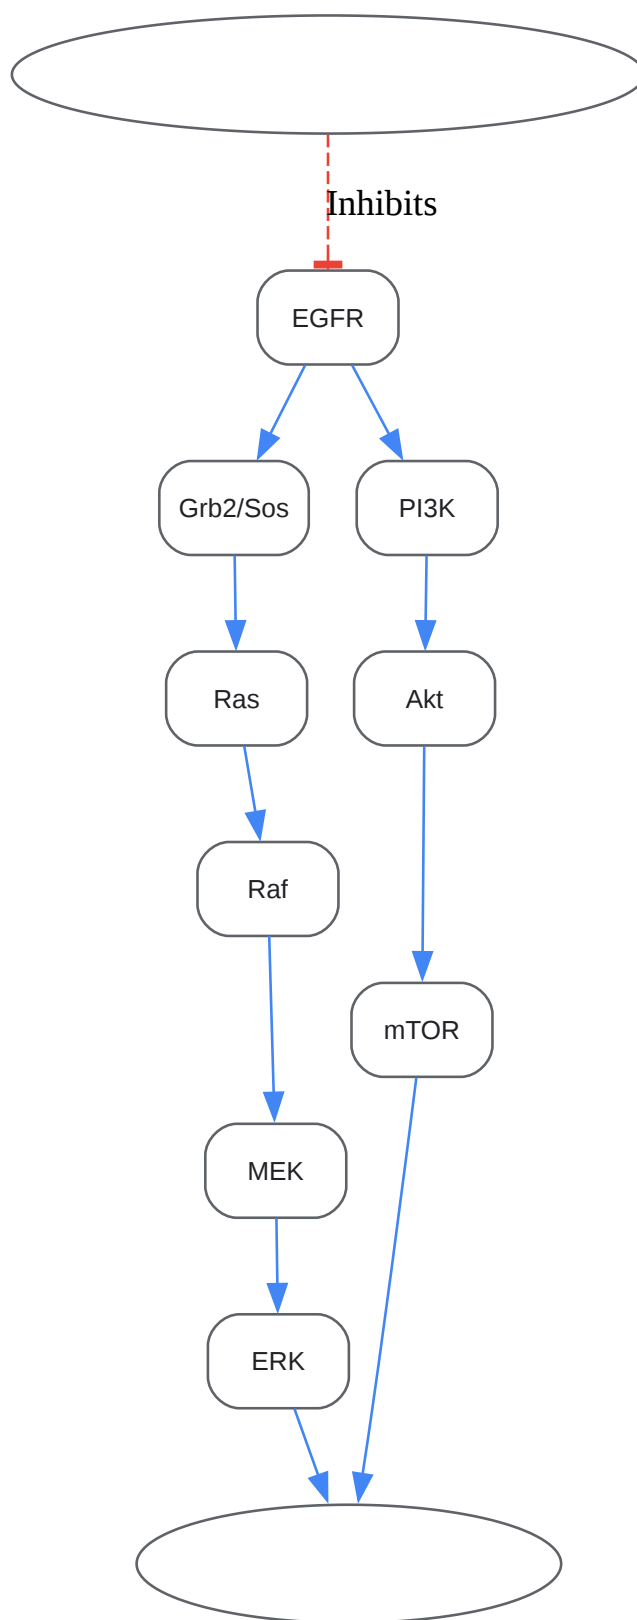 Inhibits
EGFR
Grb2/Sos
PI3K
Ras
Akt
Raf
mTOR
MEK
ERK